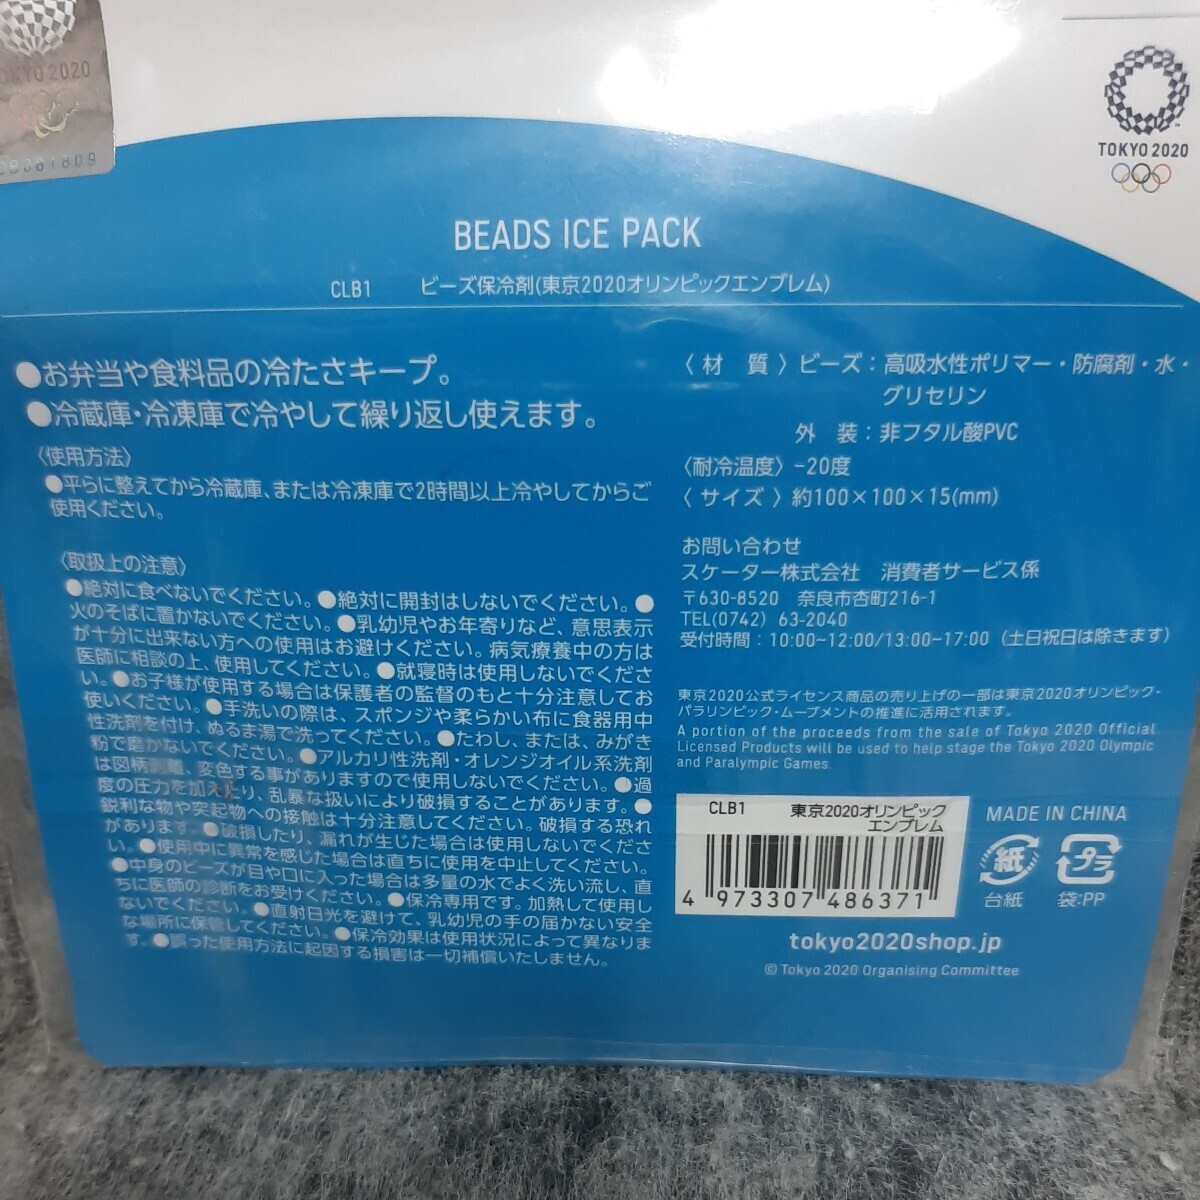 TOKYO 2020
TOKYO 2020
BEADS ICE PACK
CLB1 ビーズ保冷剤(東京2020オリンピックエンブレム)
●お弁当や食料品の冷たさキープ。
●冷蔵庫・冷凍庫で冷やして繰り返し使えます。
〈使用方法〉
●平らに整えてから冷蔵庫、または冷凍庫で2時間以上冷やしてからご
使用ください。
〈取扱上の注意〉
●絶対に食べないでください。●絶対に開封はしないでください。●
火のそばに置かないでください。●乳幼児やお年寄りなど、意思表示
が十分に出来ない方への使用はお避けください。病気療養中の方は
医師に相談の上、使用してください。●就寝時は使用しないでくださ
い。●お子様が使用する場合は保護者の監督のもと十分注意してお
使いください。●手洗いの際は、スポンジや柔らかい布に食器用中
性洗剤を付け、ぬるま湯で洗ってください。●たわし、または、みがき
粉で磨かないでください。●アルカリ性洗剤・オレンジオイル系洗剤
は図柄剥離、変色する事がありますので使用しないでください。●過
度の圧力を加えたり、乱暴な扱いにより破損することがあります。●
鋭利な物や突起物への接触は十分注意してください。破損する恐れ
があります。●破損したり、漏れが生じた場合は使用しないでくださ
い。●使用中に異常を感じた場合は直ちに使用を中止してください。
●中身のビーズが目や口に入った場合は多量の水でよく洗い流し、直
ちに医師の診断をお受けください。●保冷専用です。加熱して使用し
ないでください。●直射日光を避けて、乳幼児の手の届かない安全
な場所に保管してください。●保冷効果は使用状況によって異なりま
す。●誤った使用方法に起因する損害は一切補償いたしません。
〈材 質〉ビーズ：高吸水性ポリマー・防腐剤・水・
グリセリン
外 装：非フタル酸PVC
〈耐冷温度〉-20度
〈サイズ〉約100×100×15(mm)
お問い合わせ
スケーター株式会社 消費者サービス係
〒630-8520 奈良市杏町216-1
TEL(0742) 63-2040
受付時間：10:00~12:00/13:00~17:00（土日祝日は除きます）
東京2020公式ライセンス商品の売り上げの一部は東京2020オリンピック・
パラリンピック・ムーブメントの推進に活用されます。
A portion of the proceeds from the sale of Tokyo 2020 Official
Licensed Products will be used to help stage the Tokyo 2020 Olympic
and Paralympic Games.
CLB1 東京2020オリンピック
エンブレム
4 973307 486371
MADE IN CHINA
紙 プラ
台紙 袋:PP
tokyo2020shop.jp
© Tokyo 2020 Organising Committee